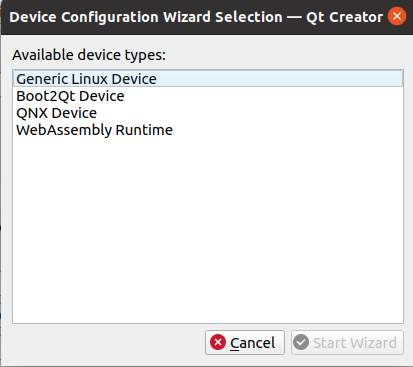 Device Configuration Wizard Selection — Qt Creator
Available device types:
Generic Linux Device
Boot2Qt Device
QNX Device
WebAssembly Runtime
Cancel
Start Wizard